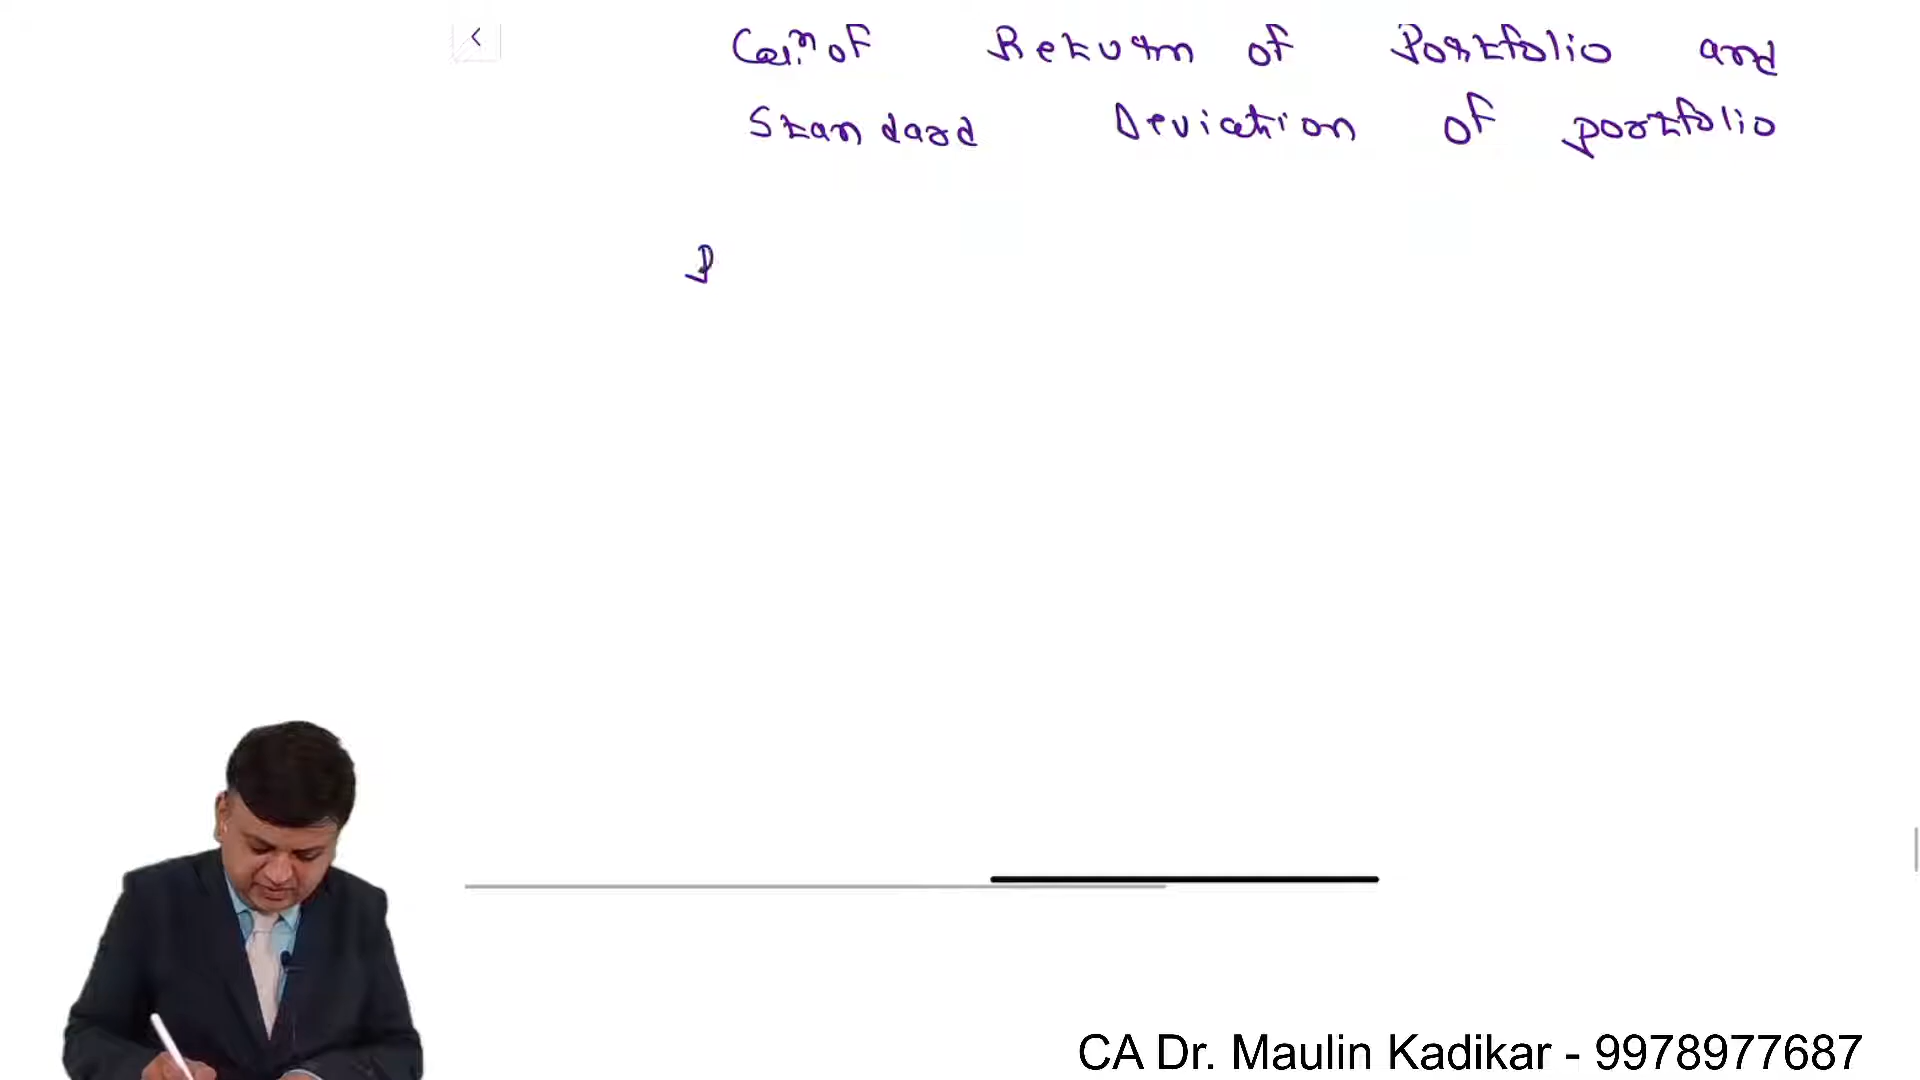 Calⁿ of Return of Portfolio and
Standard Deviation of portfolio
CA Dr. Maulin Kadikar - 9978977687